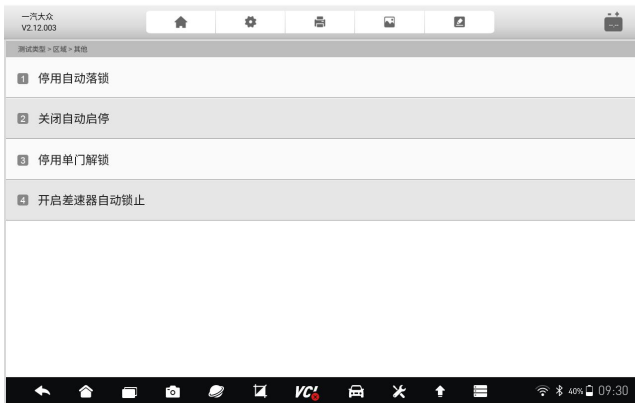 一汽大众
V2.12.003
测试类型 > 区域 > 其他
1 停用自动落锁
2 关闭自动启停
3 停用单门解锁
4 开启差速器自动锁止
VCI 40% 09:30